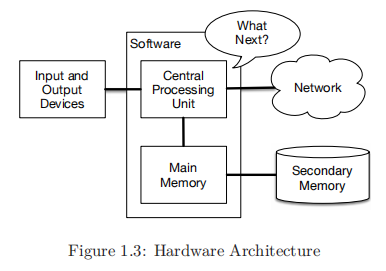 What
Next?
Software
Input and
Output
Devices
Central
Processing
Unit
Network
Main
Memory
Secondary
Memory
Figure 1.3: Hardware Architecture